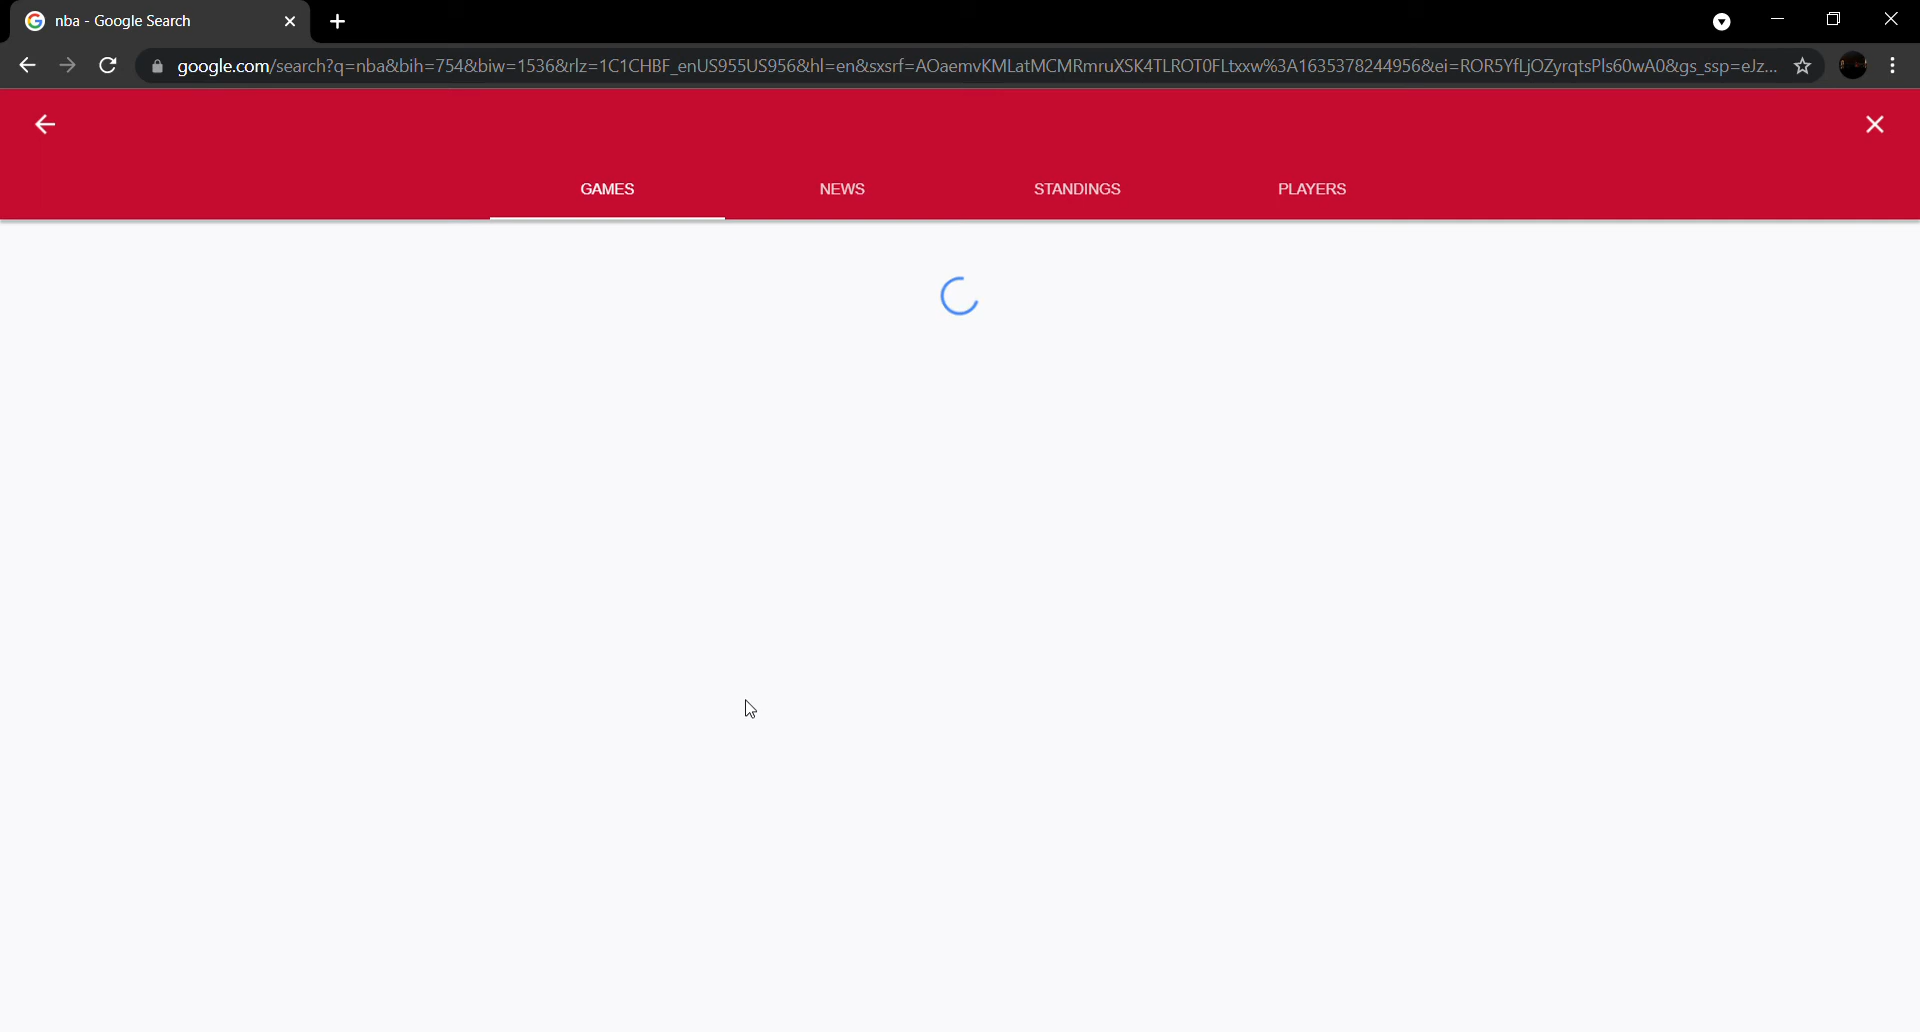 nba - Google Search
google.com/search?q=nba&bih=754&biw=1536&rlz=1C1CHBF_enUS955US956&hl=en&sxsrf=AOaemvKMLatMCMRmruXSK4TLROT0FLtxxw%3A1635378244956&ei=ROR5YfLjOZyrqtsPls60wA0&gs_ssp=eJz...
GAMES NEWS STANDINGS PLAYERS